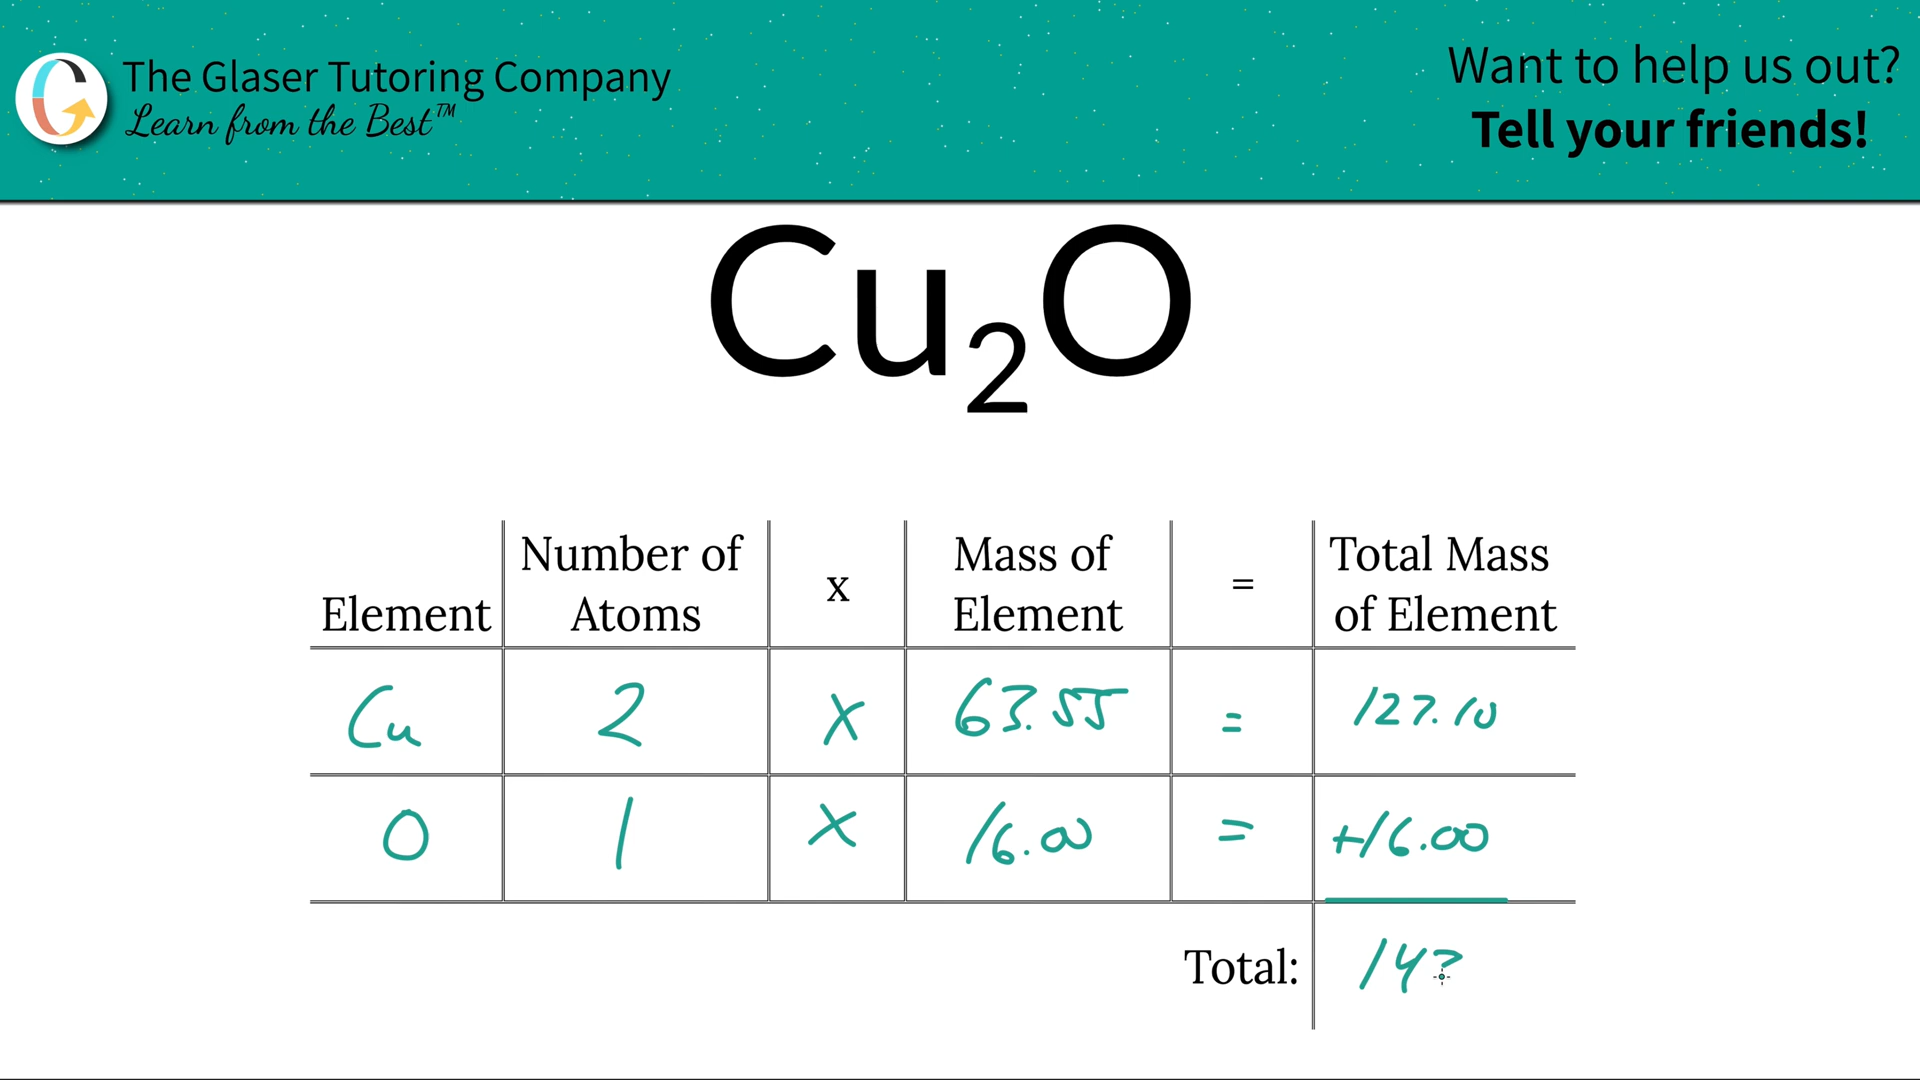 The Glaser Tutoring Company
Learn from the Best™
Want to help us out?
Tell your friends!
Cu₂O
Element
Number of
Atoms
x
Mass of
Element
=
Total Mass
of Element
Cu 2 x 63.55 = 127.10
O 1 x 16.00 = +16.00
Total: 14